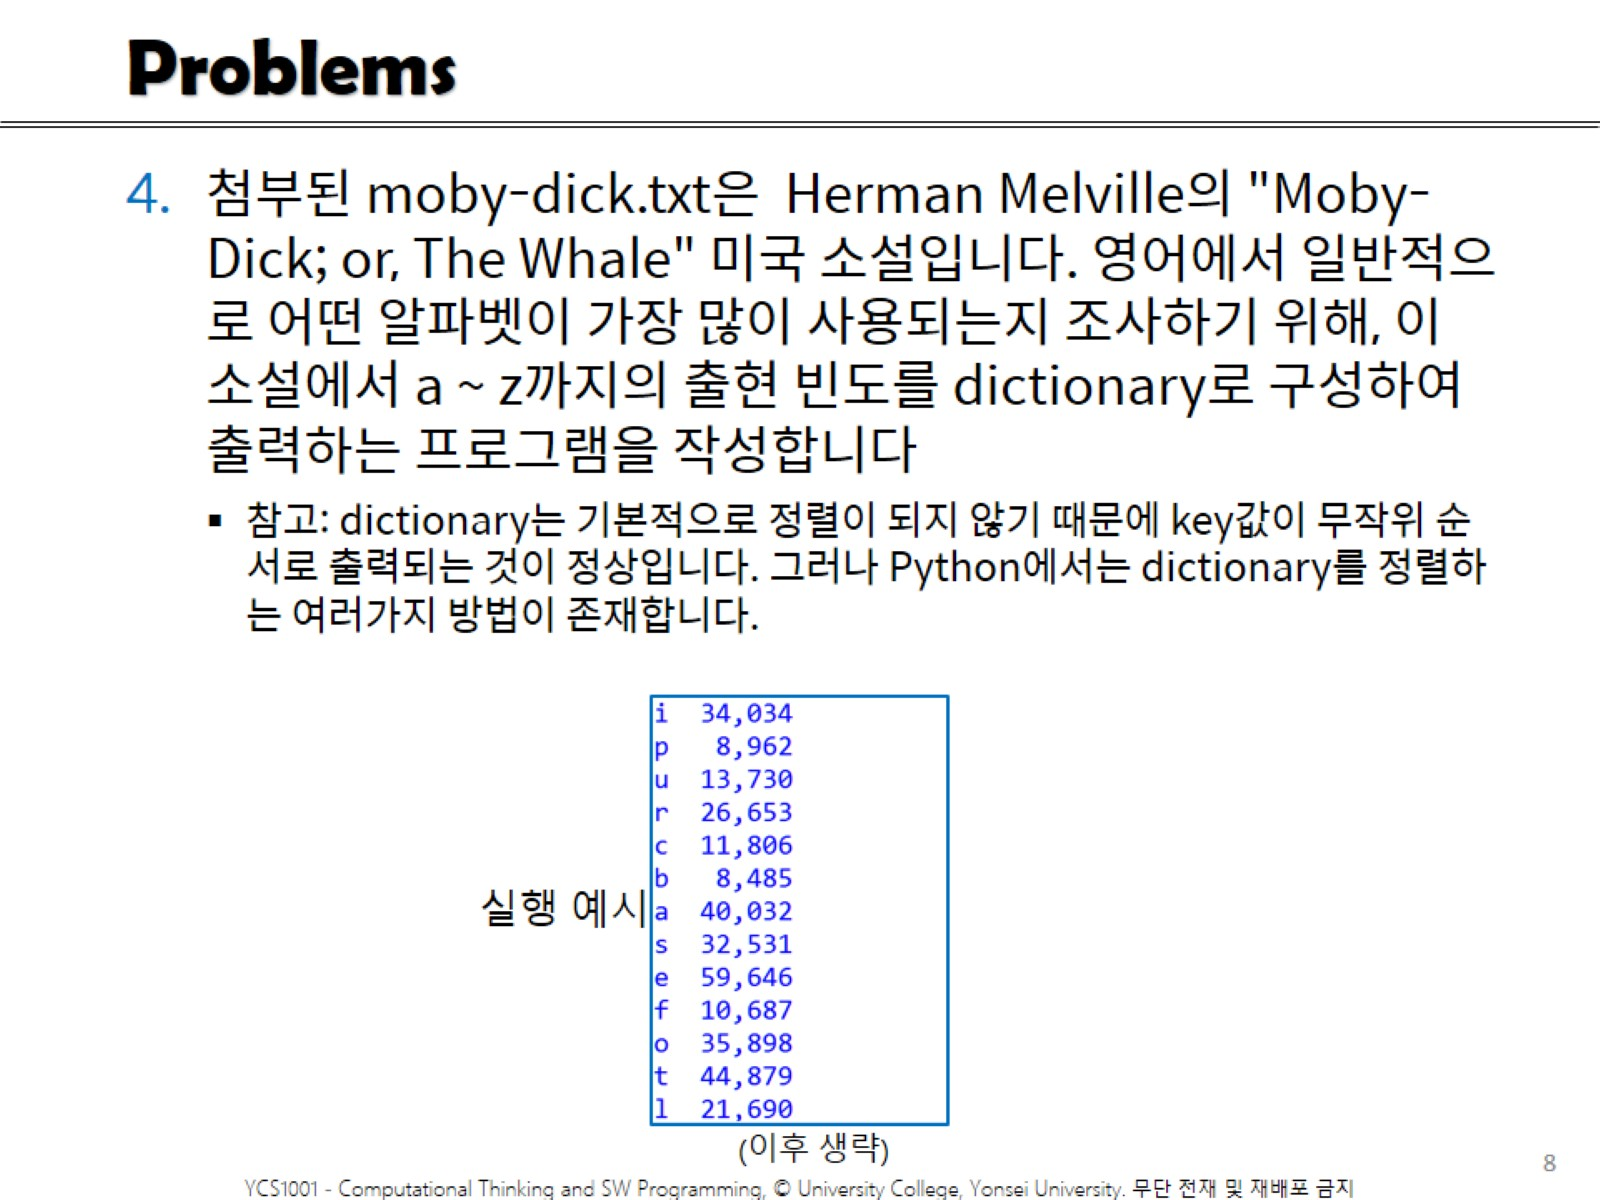 Problems
4. 첨부된 moby-dick.txt은 Herman Melville의 "Moby-
Dick; or, The Whale" 미국 소설입니다. 영어에서 일반적으
로 어떤 알파벳이 가장 많이 사용되는지 조사하기 위해, 이
소설에서 a ~ z까지의 출현 빈도를 dictionary로 구성하여
출력하는 프로그램을 작성합니다
▪ 참고: dictionary는 기본적으로 정렬이 되지 않기 때문에 key값이 무작위 순
서로 출력되는 것이 정상입니다. 그러나 Python에서는 dictionary를 정렬하
는 여러가지 방법이 존재합니다.
실행 예시
i 34,034
p 8,962
u 13,730
r 26,653
c 11,806
b 8,485
a 40,032
s 32,531
e 59,646
f 10,687
o 35,898
t 44,879
l 21,690
(이후 생략)
8
YCS1001 - Computational Thinking and SW Programming, © University College, Yonsei University. 무단 전재 및 재배포 금지